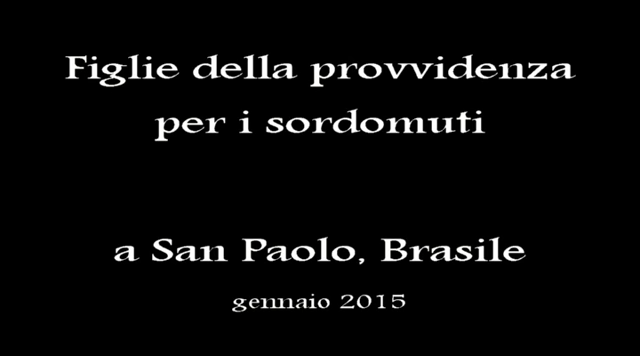 Figlie della provvidenza
per i sordomuti
a San Paolo, Brasile
gennaio 2015